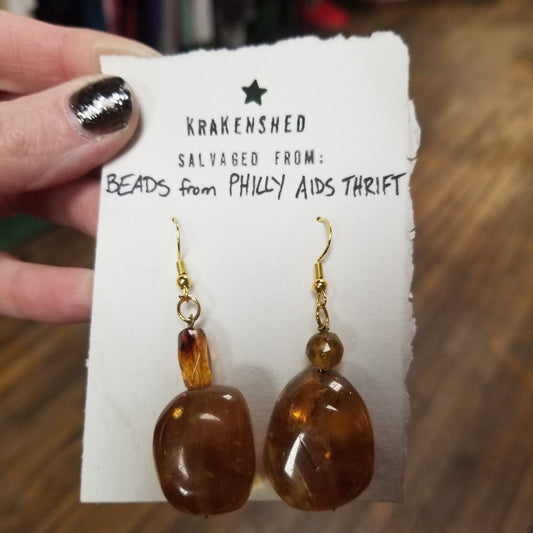 KRAKENSHED
SALVAGED FROM:
BEADS from PHILLY AIDS THRIFT